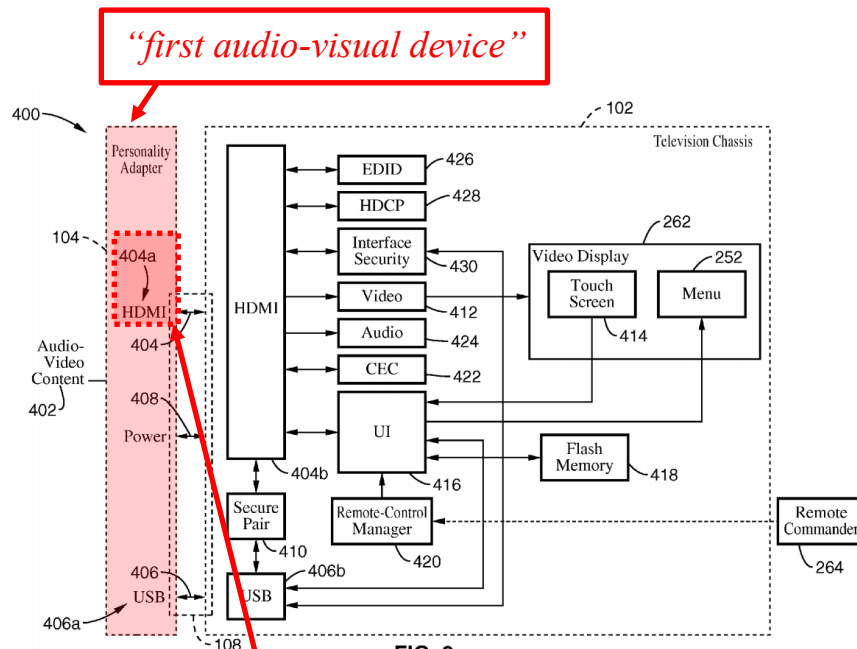 “first audio-visual device”
400
102
Personality
Adapter
Television Chassis
EDID
426
HDCP
428
104
262
404a
Interface
Security
430
Video Display
252
HDMI
HDMI
Video
412
Touch
Screen
414
Menu
404
Audio
424
Audio-
Video
Content
402
408
CEC
422
Power
UI
Flash
Memory
418
404b
416
Secure
Pair
410
Remote-Control
Manager
420
Remote
Commander
264
406
406b
USB
USB
406a
108